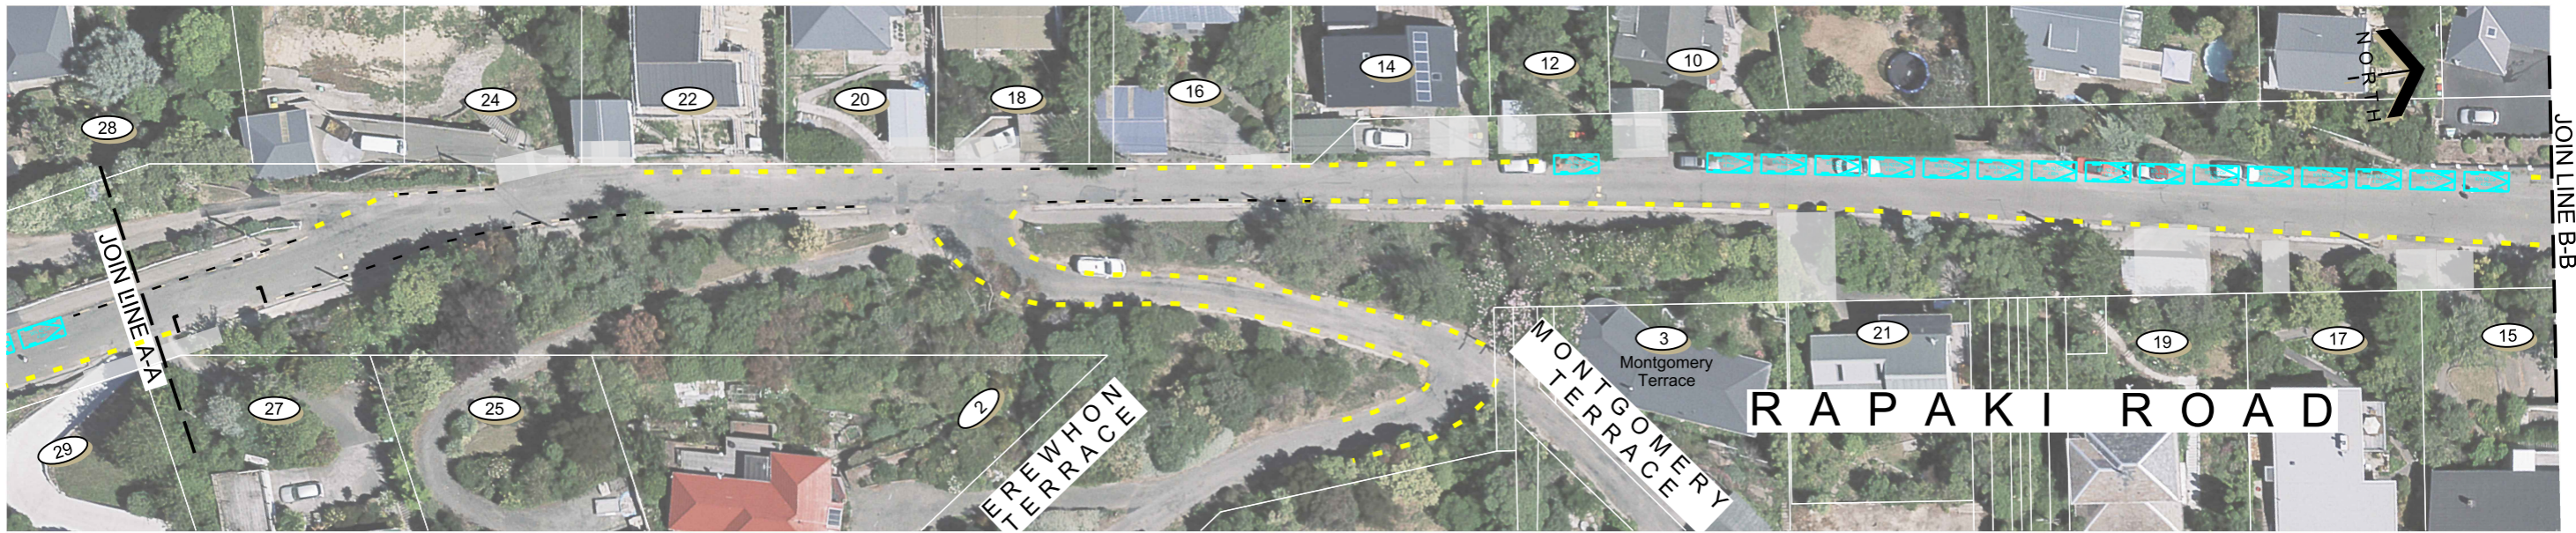 28
24
22
20
18
16
14
12
10
NORTH
JOIN LINE B-B
JOIN LINE A-A
29
27
25
2
EREWHON
TERRACE
MONTGOMERY
TERRACE
3
Montgomery
Terrace
21
19
17
15
RAPAKI ROAD